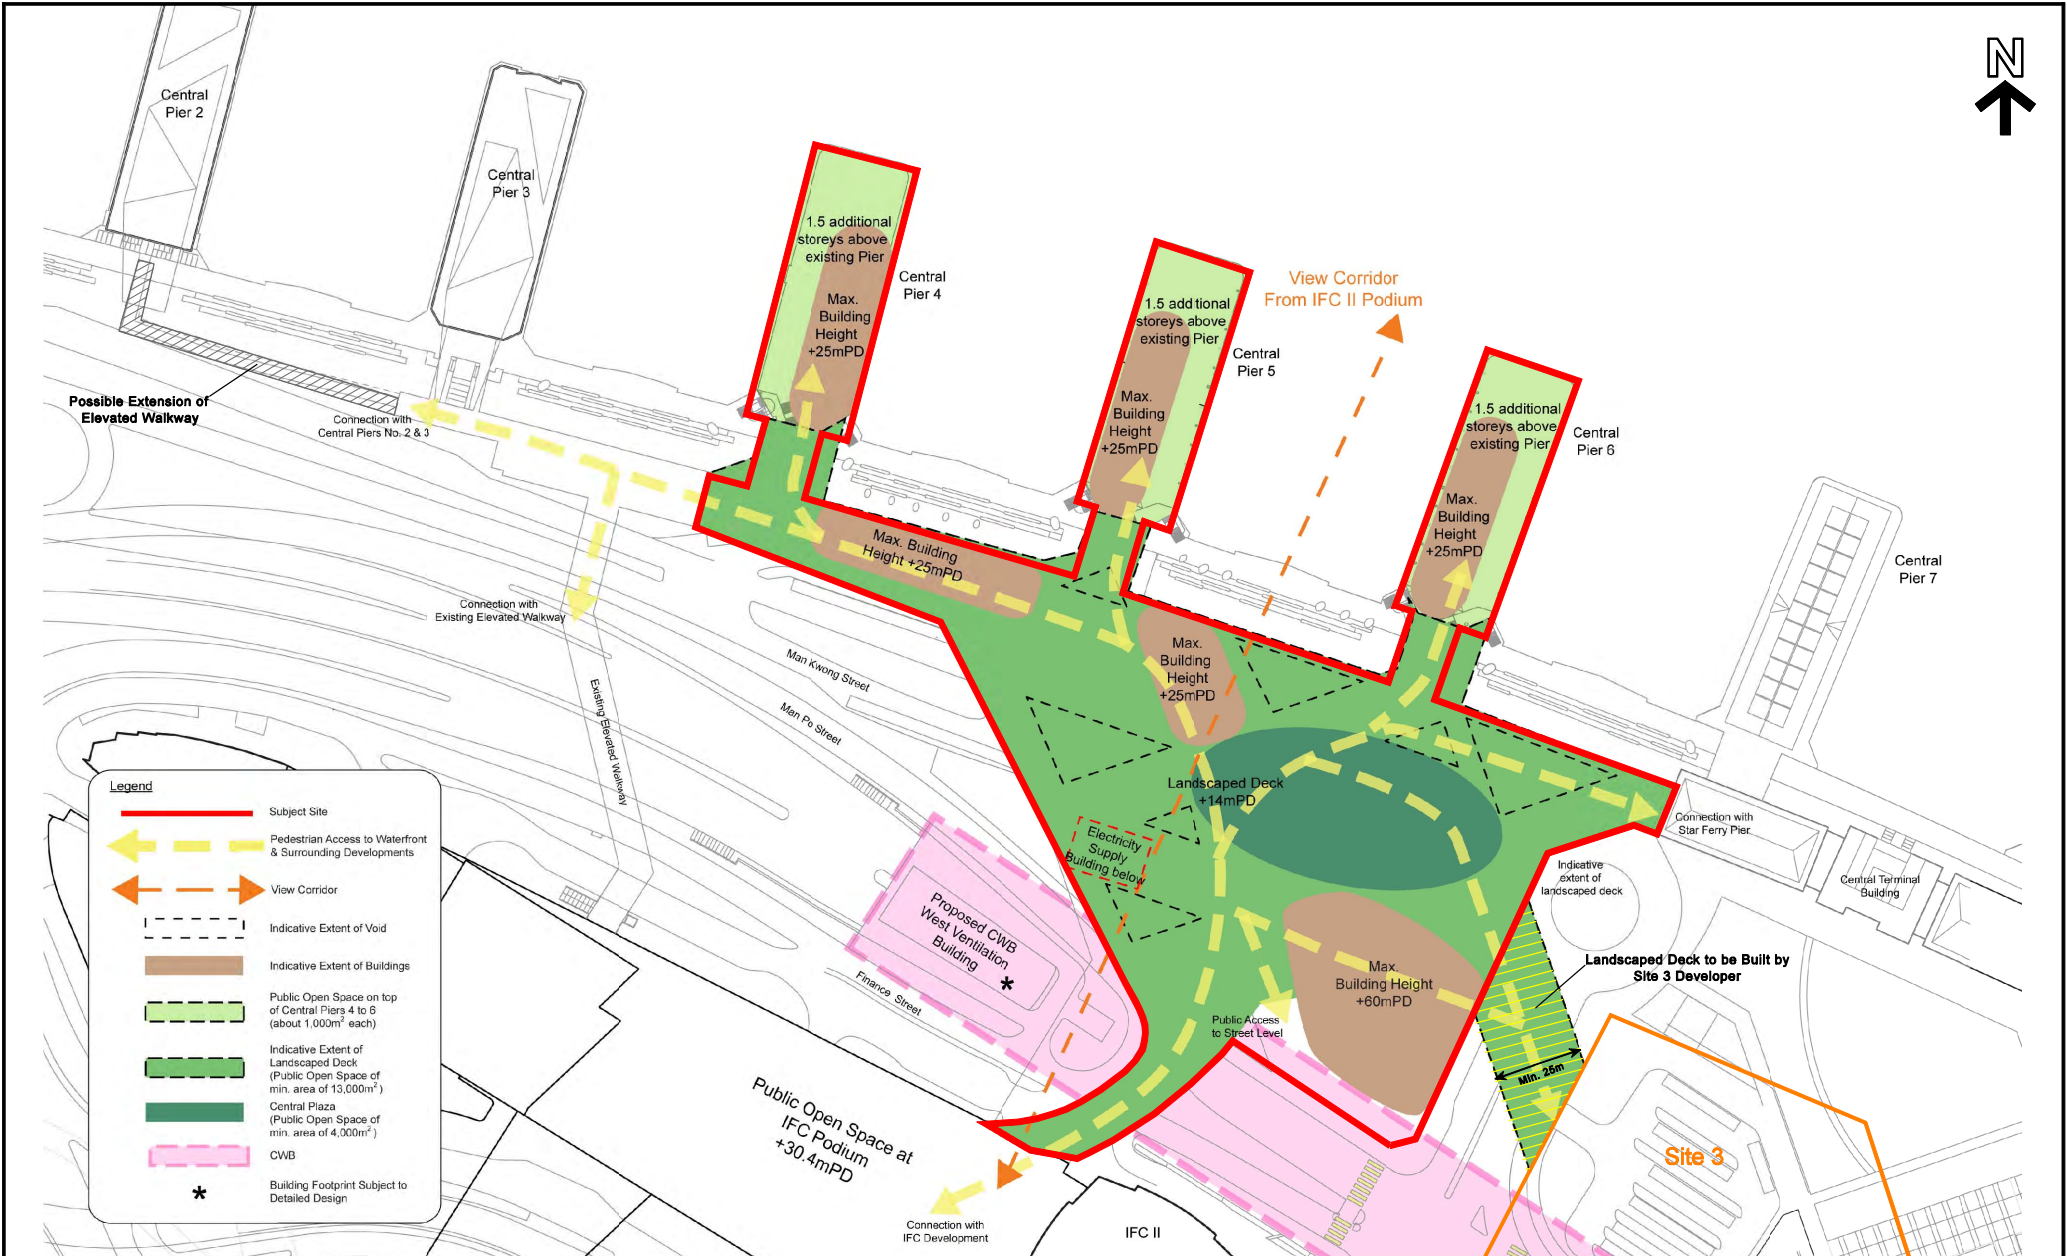 N
Central
Pier 2
Central
Pier 3
1.5 additional
storeys above
existing Pier
Max.
Building
Height
+25mPD
Central
Pier 4
1.5 additional
storeys above
existing Pier
Max.
Building
Height
+25mPD
Central
Pier 5
View Corridor
From IFC II Podium
1.5 additional
storeys above
existing Pier
Max.
Building
Height
+25mPD
Central
Pier 6
Central
Pier 7
Possible Extension of
Elevated Walkway
Connection with
Central Piers No. 2 & 3
Connection with
Existing Elevated Walkway
Existing Elevated Walkway
Max. Building
Height +25mPD
Max.
Building
Height
+25mPD
Man Kwong Street
Man Po Street
Landscaped Deck
+14mPD
Electricity
Supply
Building below
Connection with
Star Ferry Pier
Central Terminal
Building
Indicative
extent of
landscaped deck
Landscaped Deck to be Built by
Site 3 Developer
Proposed CWB
West Ventilation
Building
*
Finance Street
Max.
Building Height
+60mPD
Public Access
to Street Level
Min. 25m
Site 3
Public Open Space at
IFC Podium
+30.4mPD
Connection with
IFC Development
IFC II
Legend
Subject Site
Pedestrian Access to Waterfront
& Surrounding Developments
View Corridor
Indicative Extent of Void
Indicative Extent of Buildings
Public Open Space on top
of Central Piers 4 to 6
(about 1,000m² each)
Indicative Extent of
Landscaped Deck
(Public Open Space of
min. area of 13,000m²)
Central Plaza
(Public Open Space of
min. area of 4,000m²)
CWB
*
Building Footprint Subject to
Detailed Design